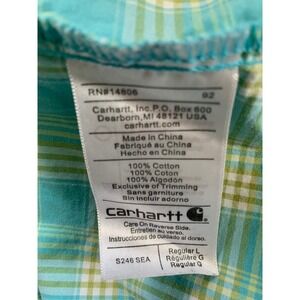 RN#14806 92
Carhartt, Inc.P.O. Box 600
Dearborn,MI 48121 USA
carhartt.com
Made in China
Fabriqué au China
Hecho en China
100% Cotton
100% Coton
100% Algodón
Exclusive of Trimming
Sans garniture
Sin incluir adorno
Carhartt
Care On Reverse Side.
Entretien au verso.
Instrucciones de cuidado al dorso.
S246 SEA
Regular L
Régulière G
Regular G